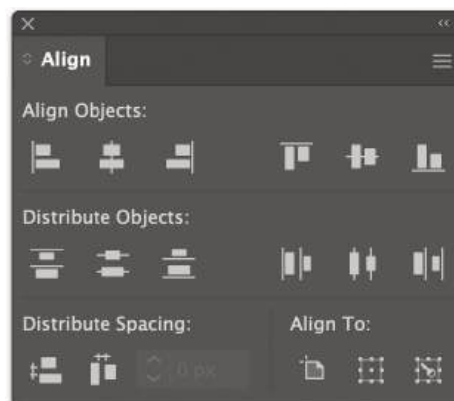 Align
Align Objects:
Distribute Objects:
Distribute Spacing:
Align To:
0 px